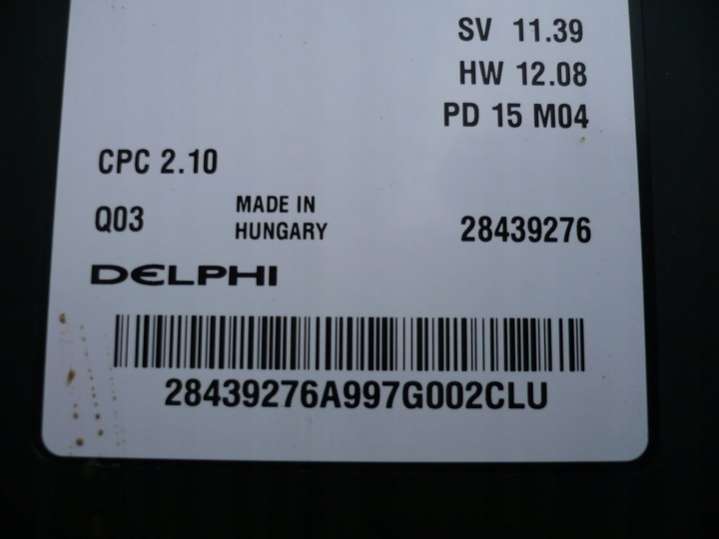 SV 11.39
HW 12.08
PD 15 M04
CPC 2.10
Q03
MADE IN
HUNGARY
28439276
DELPHI
28439276A997G002CLU